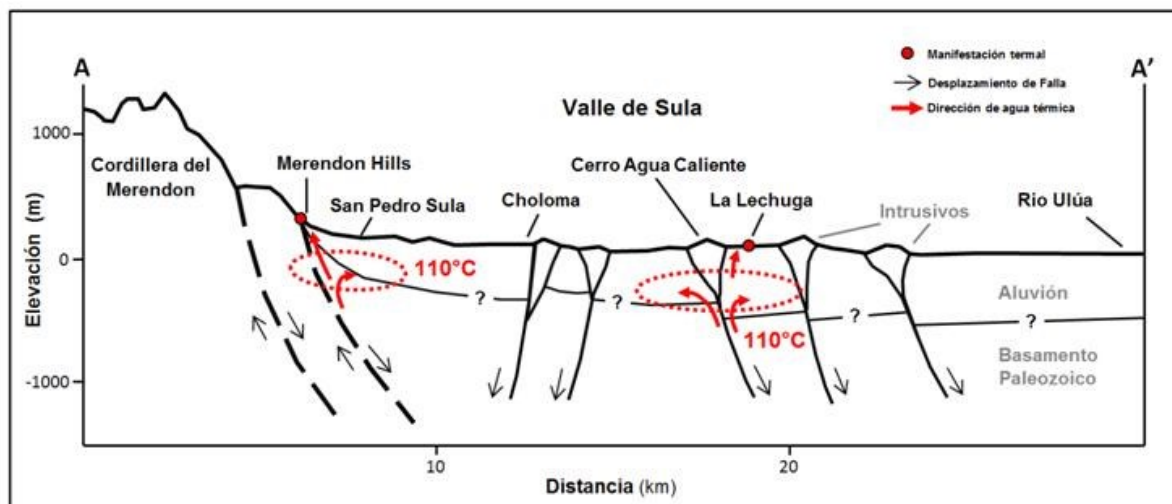 Manifestación termal
A
Desplazamiento de Falla
A'
Dirección de agua térmica
Valle de Sula
1000
Cordillera del
Merendon
Merendon Hills
San Pedro Sula
Choloma
Cerro Agua Caliente
La Lechuga
Intrusivos
Rio Ulúa
Elevación (m)
0
110°C
?
?
?
?
Aluvión
110°C
Basamento
Paleozoico
-1000
10
20
Distancia (km)